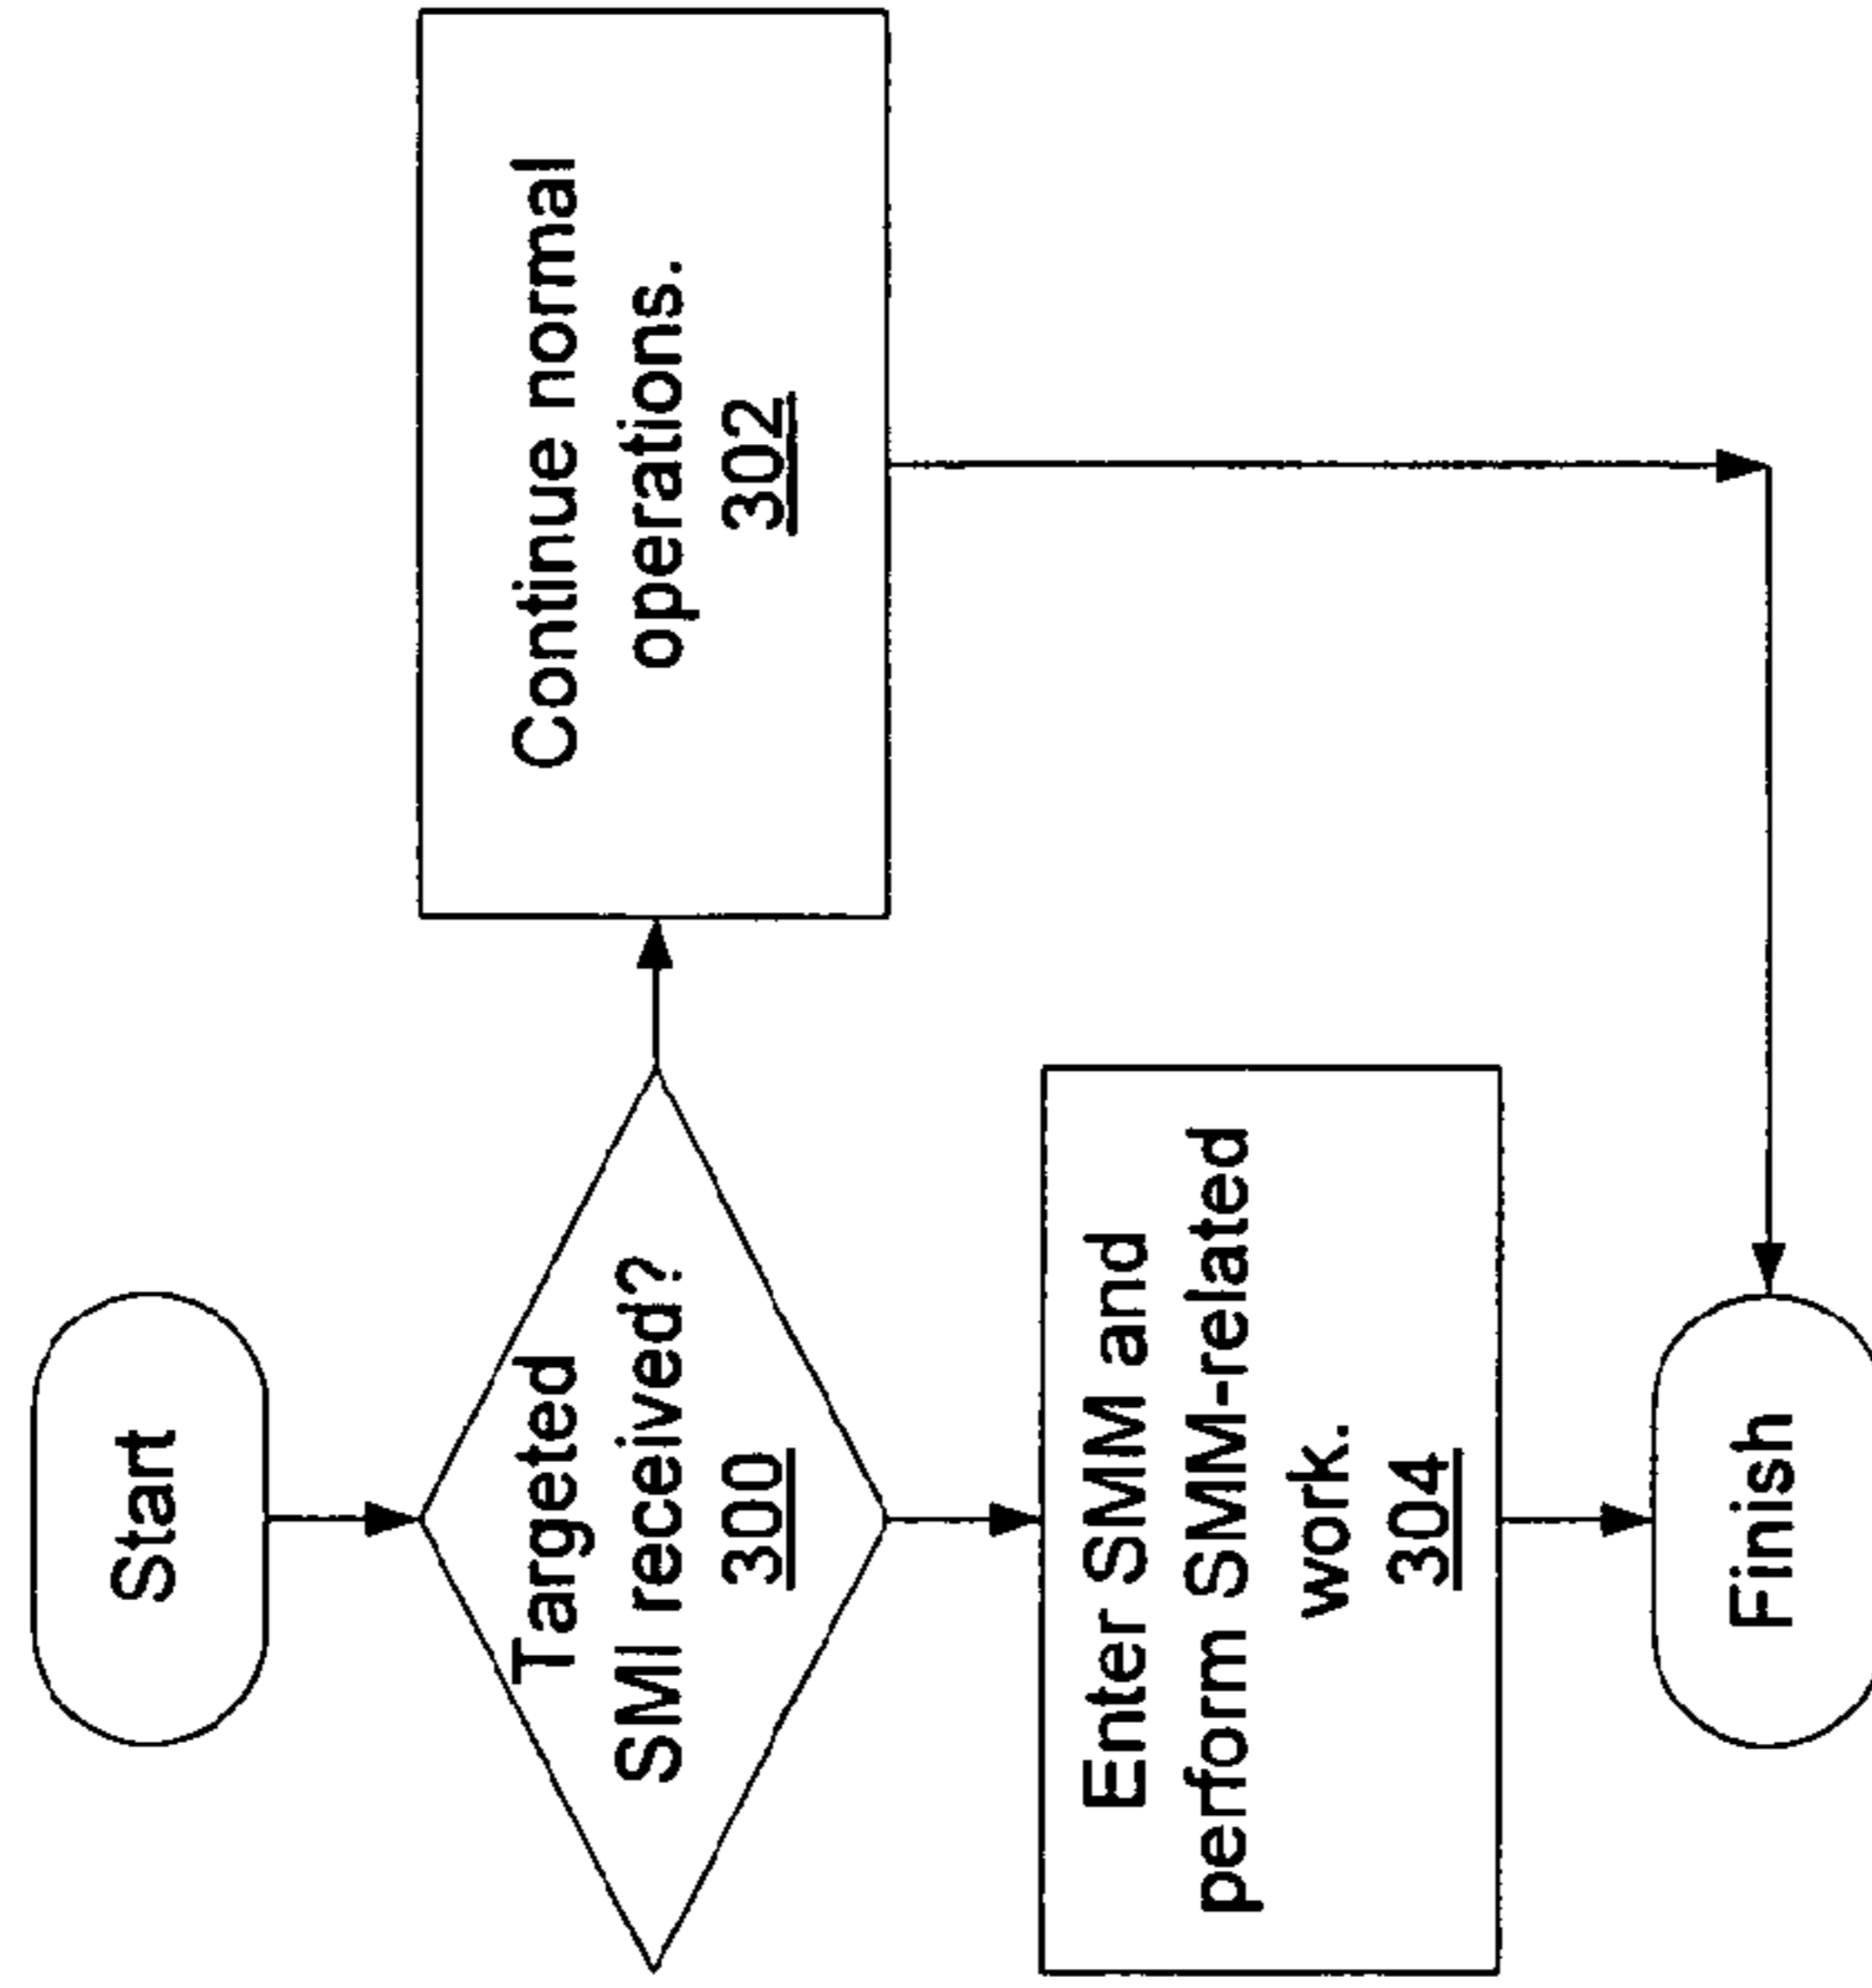 Start
Targeted
SMI received?
300
Continue normal
operations.
302
Enter SMM and
perform SMM-related
work.
304
Finish